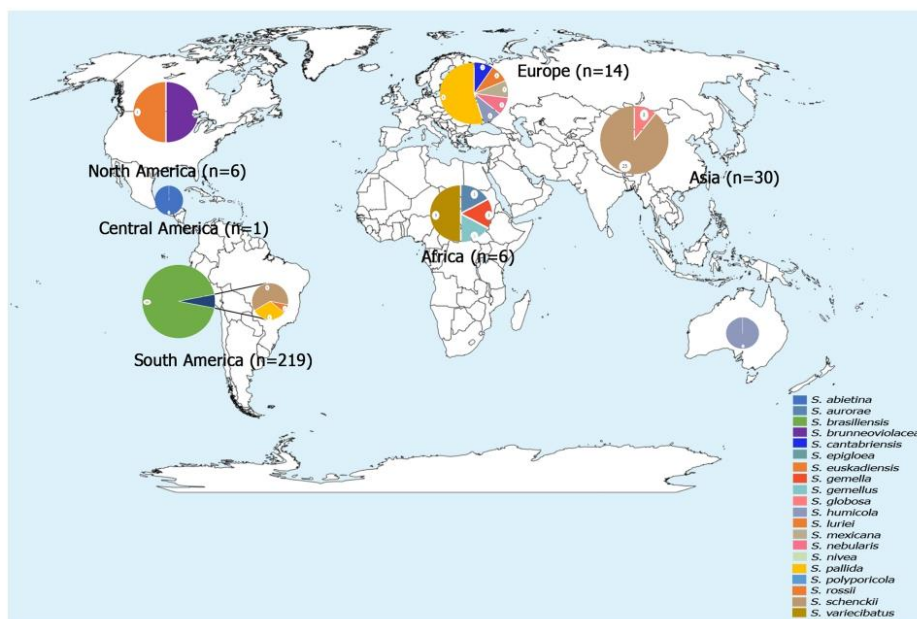 Europe (n=14)
North America (n=6)
Asia (n=30)
Central America (n=1)
Africa (n=6)
South America (n=219)
S. abietina
S. aurorae
S. brasiliensis
S. brunneoviolacea
S. cantabriensis
S. epigloea
S. euskadiensis
S. gemella
S. gemellus
S. globosa
S. humicola
S. luriei
S. mexicana
S. nebularis
S. nivea
S. pallida
S. polyporicola
S. rossii
S. schenckii
S. variecibatus